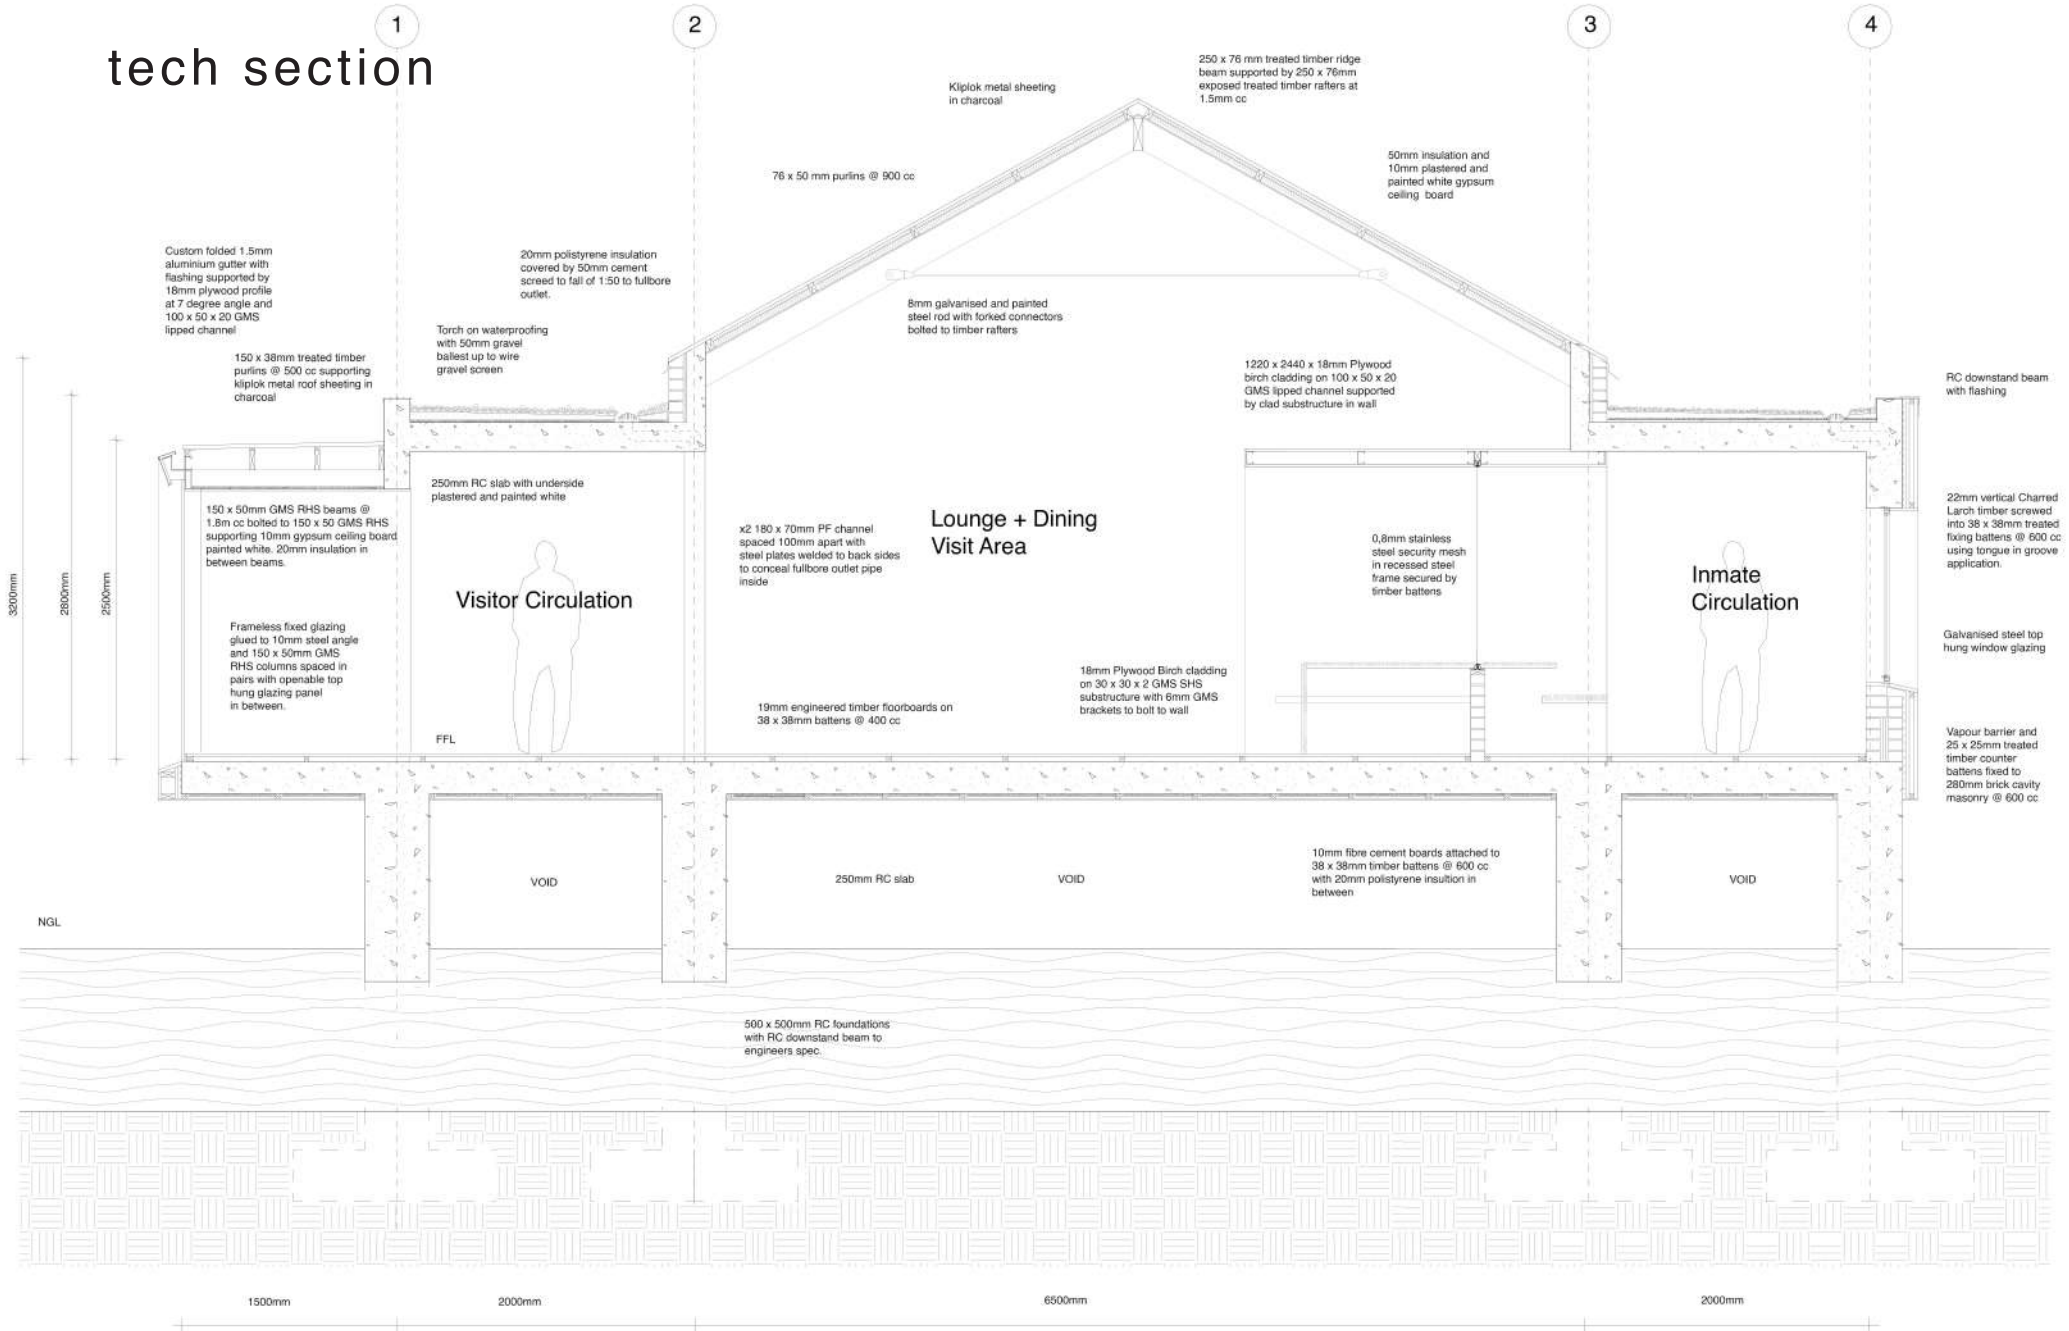 1
2
3
4
tech section
250 x 76 mm treated timber ridge
beam supported by 250 x 76mm
exposed treated timber rafters at
1.5mm cc
Kliplok metal sheeting
in charcoal
50mm insulation and
10mm plastered and
painted white gypsum
ceiling board
76 x 50 mm purlins @ 900 cc
Custom folded 1.5mm
aluminium gutter with
flashing supported by
18mm plywood profile
at 7 degree angle and
100 x 50 x 20 GMS
lipped channel
20mm polistyrene insulation
covered by 50mm cement
screed to fall of 1:50 to fullbore
outlet.
8mm galvanised and painted
steel rod with forked connectors
bolted to timber rafters
Torch on waterproofing
with 50mm gravel
ballest up to wire
gravel screen
150 x 38mm treated timber
purlins @ 500 cc supporting
kliplok metal roof sheeting in
charcoal
1220 x 2440 x 18mm Plywood
birch cladding on 100 x 50 x 20
GMS lipped channel supported
by clad substructure in wall
RC downstand beam
with flashing
250mm RC slab with underside
plastered and painted white
150 x 50mm GMS RHS beams @
1.8m cc bolted to 150 x 50 GMS RHS
supporting 10mm gypsum ceiling board
painted white. 20mm insulation in
between beams.
x2 180 x 70mm PF channel
spaced 100mm apart with
steel plates welded to back sides
to conceal fullbore outlet pipe
inside
Lounge + Dining
Visit Area
0,8mm stainless
steel security mesh
in recessed steel
frame secured by
timber battens
22mm vertical Charred
Larch timber screwed
into 38 x 38mm treated
fixing battens @ 600 cc
using tongue in groove
application.
3200mm
2800mm
2500mm
Visitor Circulation
Inmate
Circulation
Frameless fixed glazing
glued to 10mm steel angle
and 150 x 50mm GMS
RHS columns spaced in
pairs with openable top
hung glazing panel
in between.
Galvanised steel top
hung window glazing
18mm Plywood Birch cladding
on 30 x 30 x 2 GMS SHS
substructure with 6mm GMS
brackets to bolt to wall
19mm engineered timber floorboards on
38 x 38mm battens @ 400 cc
FFL
Vapour barrier and
25 x 25mm treated
timber counter
battens fixed to
280mm brick cavity
masonry @ 600 cc
10mm fibre cement boards attached to
38 x 38mm timber battens @ 600 cc
with 20mm polistyrene insultion in
between
VOID
250mm RC slab
VOID
VOID
NGL
500 x 500mm RC foundations
with RC downstand beam to
engineers spec.
1500mm
2000mm
6500mm
2000mm